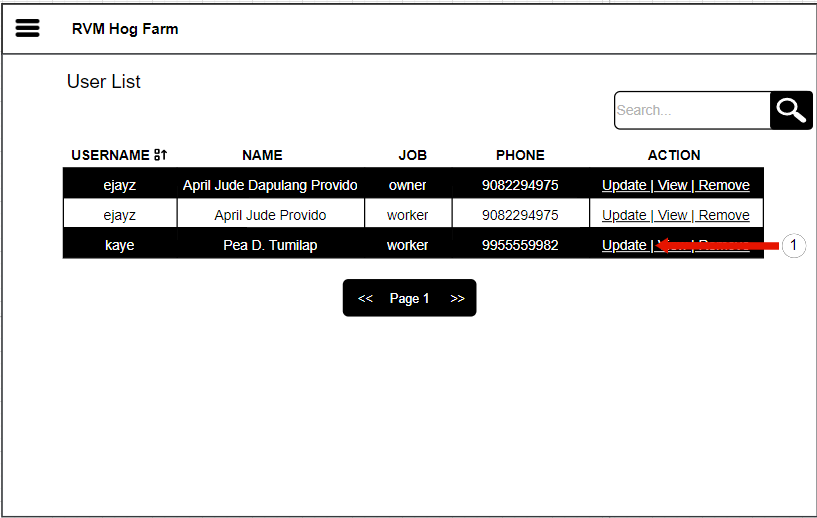 RVM Hog Farm
User List
Search...
USERNAME NAME JOB PHONE ACTION
ejayz April Jude Dapulang Provido owner 9082294975 Update | View | Remove
ejayz April Jude Provido worker 9082294975 Update | View | Remove
kaye Pea D. Tumilap worker 9955559982 Update | View | Remove
1
<< Page 1 >>